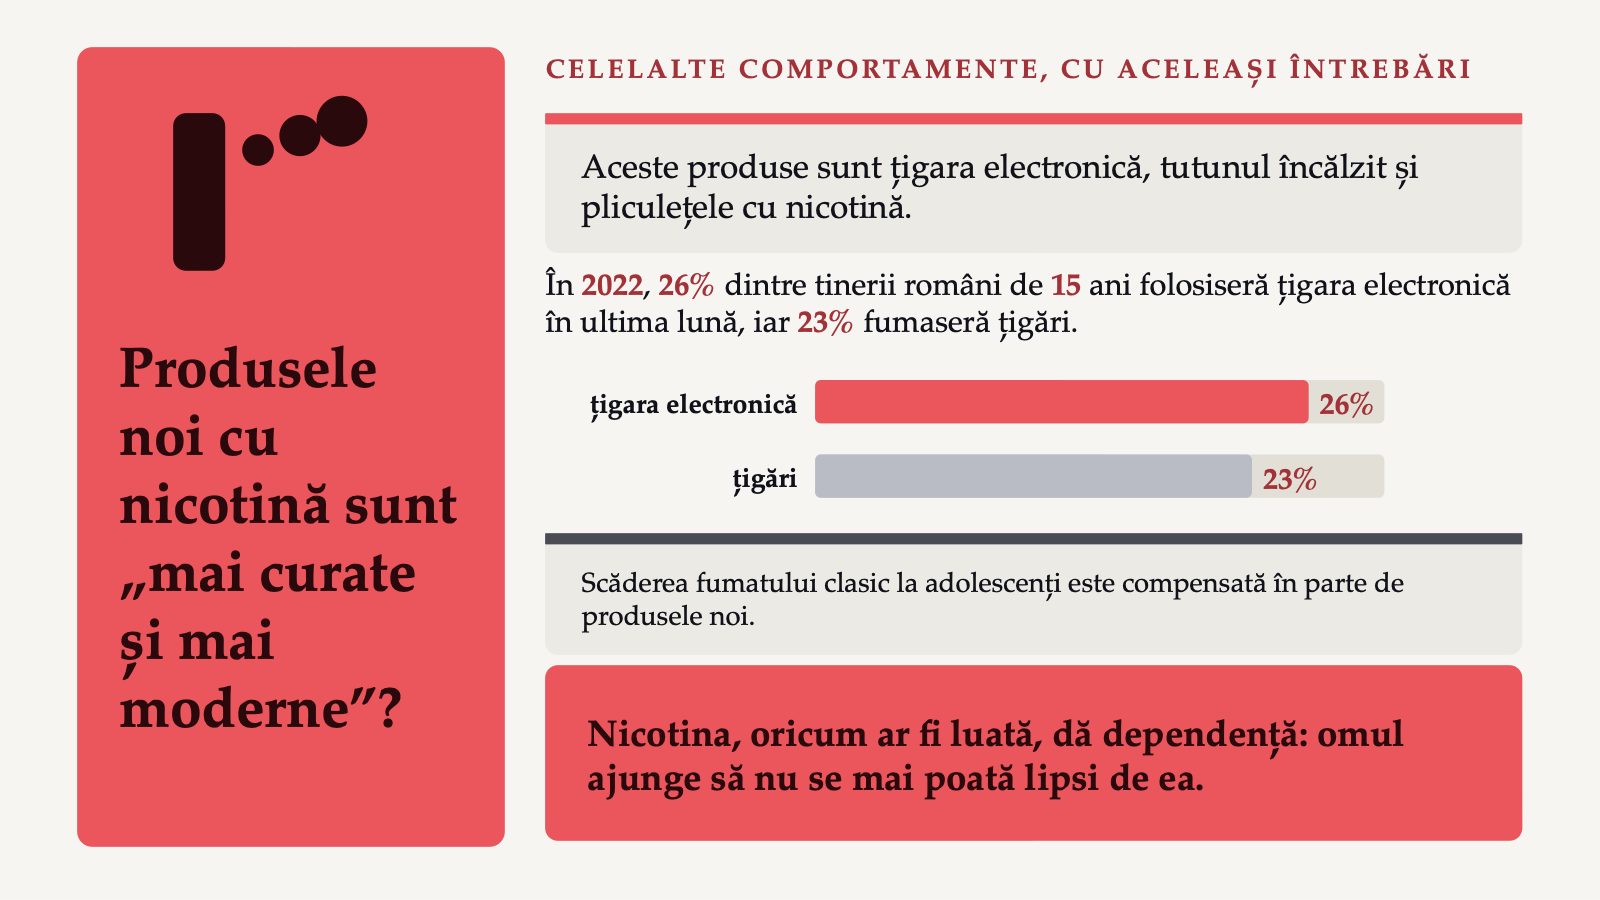 Produsele
noi cu
nicotină sunt
„mai curate
și mai
moderne”?
CELELALTE COMPORTAMENTE, CU ACELEAȘI ÎNTREBĂRI
Aceste produse sunt țigara electronică, tutunul încălzit și
pliculețele cu nicotină.
În 2022, 26% dintre tinerii români de 15 ani folosiseră țigara electronică
în ultima lună, iar 23% fumaseră țigări.
țigara electronică 26%
țigări 23%
Scăderea fumatului clasic la adolescenți este compensată în parte de
produsele noi.
Nicotina, oricum ar fi luată, dă dependență: omul
ajunge să nu se mai poată lipsi de ea.